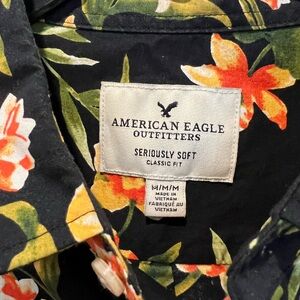 AMERICAN EAGLE
OUTFITTERS
SERIOUSLY SOFT
CLASSIC FIT
M/M/M
MADE IN
VIETNAM
FABRIQUÉ AU
VIETNAM